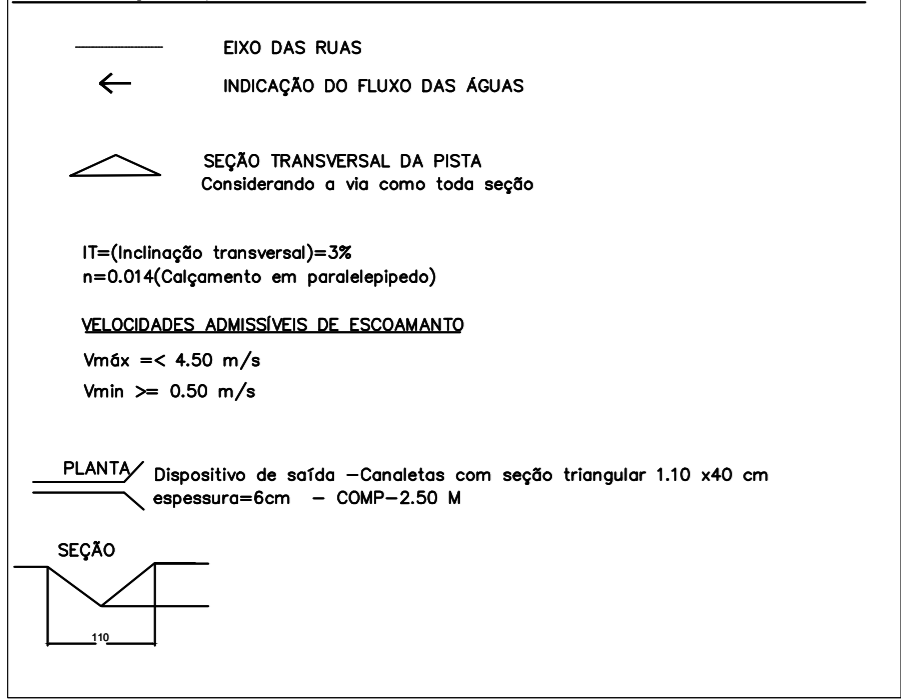 EIXO DAS RUAS
INDICAÇÃO DO FLUXO DAS ÁGUAS
SEÇÃO TRANSVERSAL DA PISTA
Considerando a via como toda seção
IT=(Inclinação transversal)=3%
n=0.014(Calçamento em paralelepipedo)
VELOCIDADES ADMISSÍVEIS DE ESCOAMANTO
Vmáx =< 4.50 m/s
Vmin >= 0.50 m/s
PLANTA
Dispositivo de saída -Canaletas com seção triangular 1.10 x40 cm
espessura=6cm - COMP-2.50 M
SEÇÃO
110